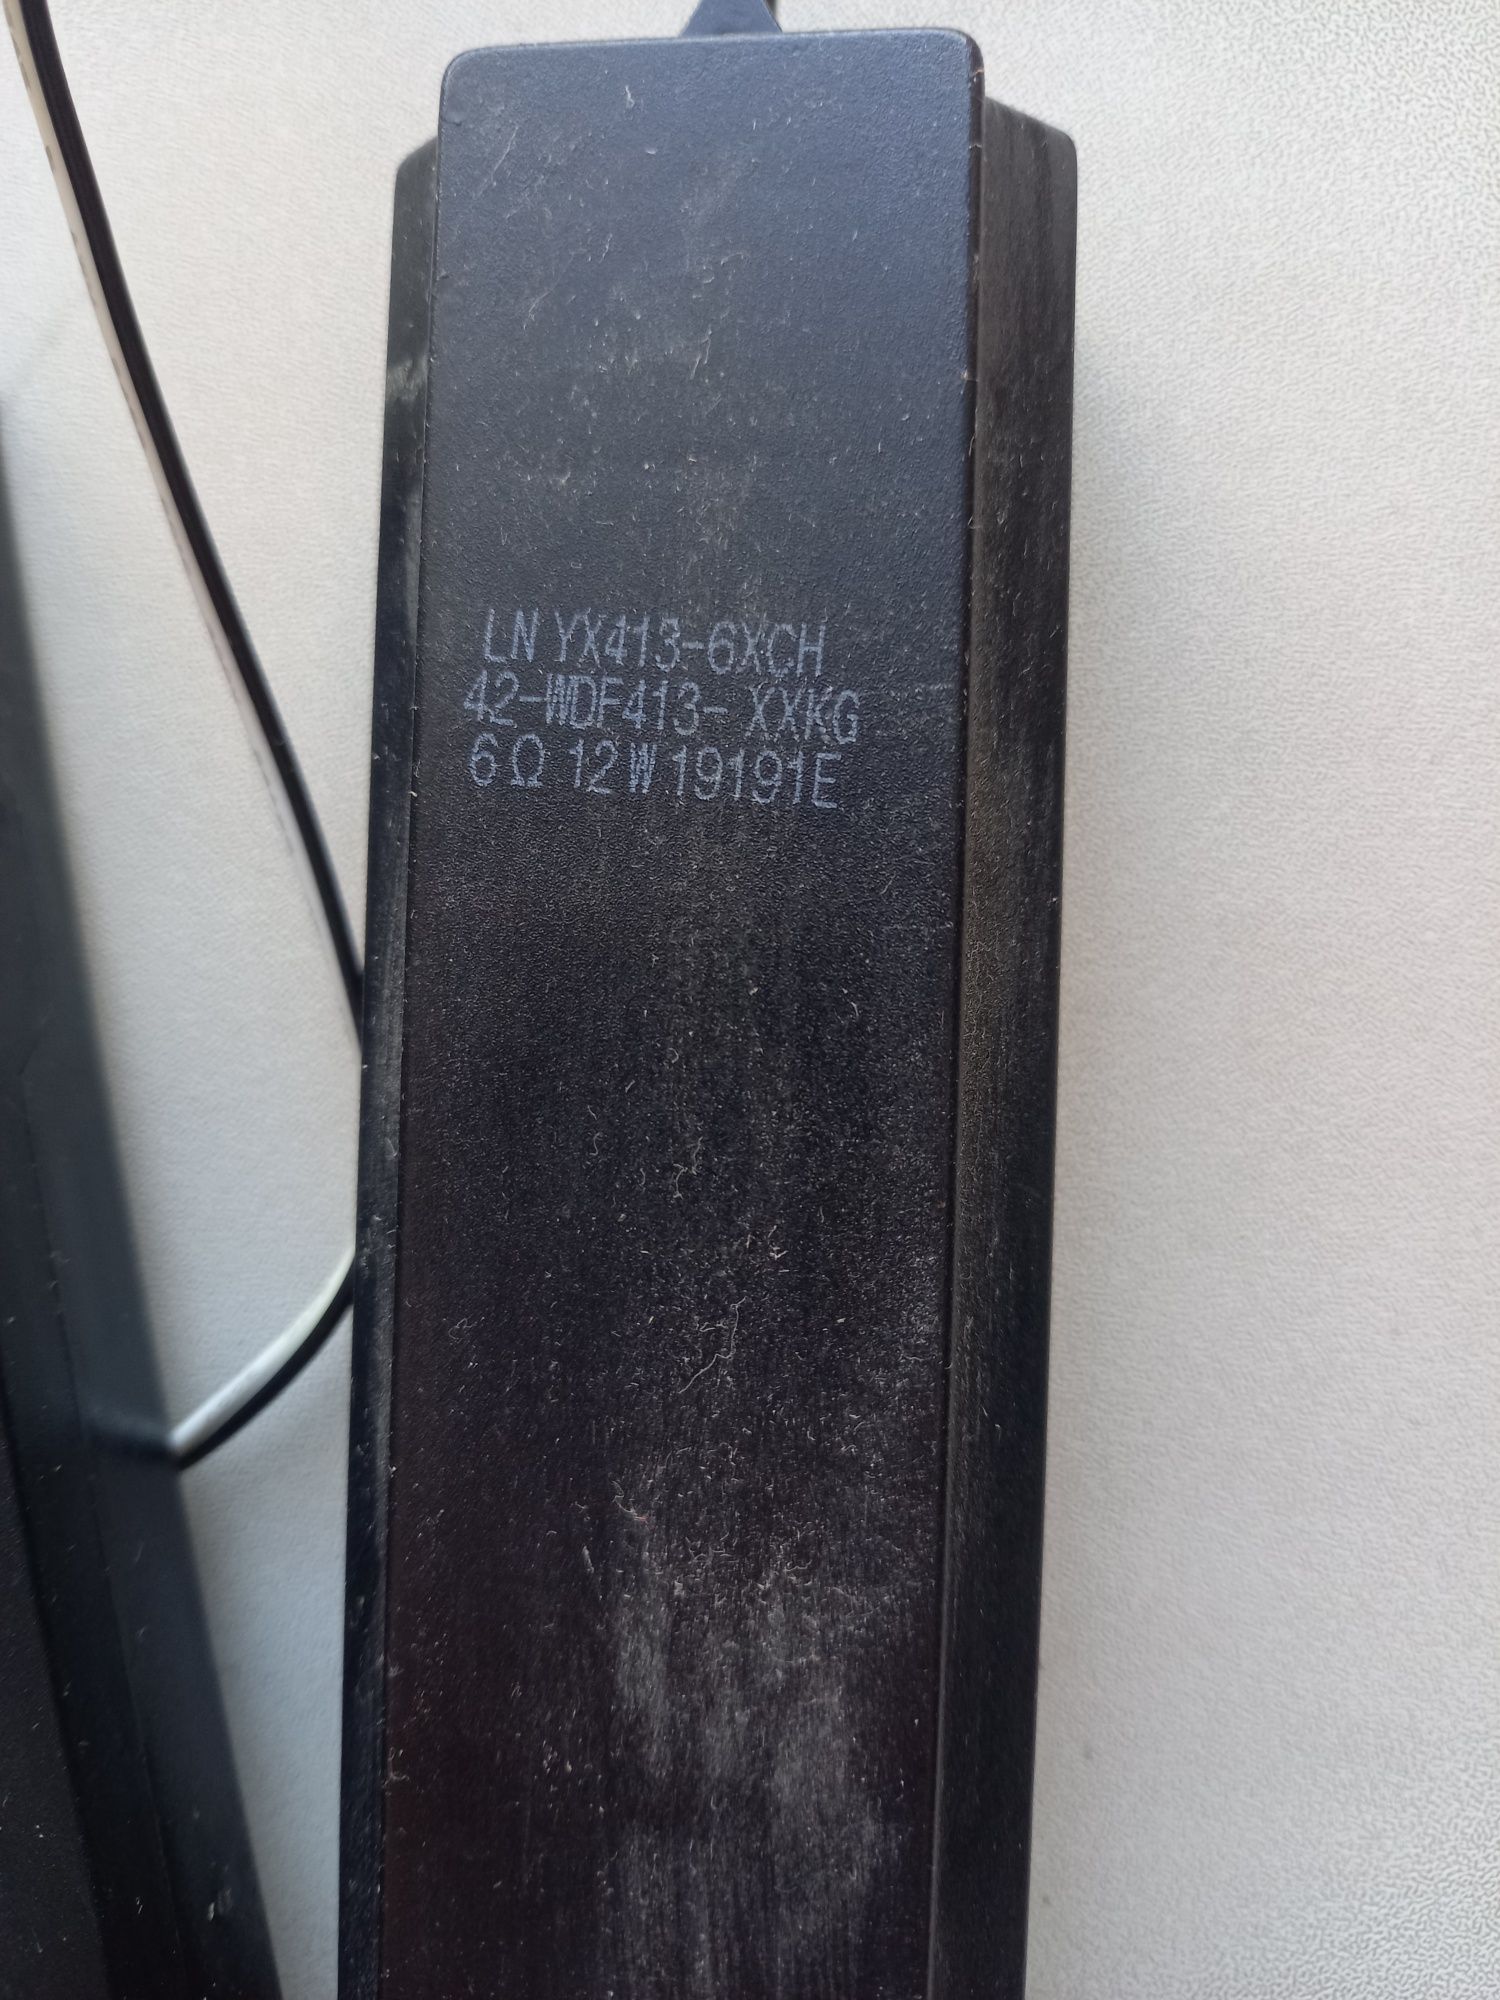 LN YX413-6XCH
42-WDF413-XXKG
6Ω 12W 19191E